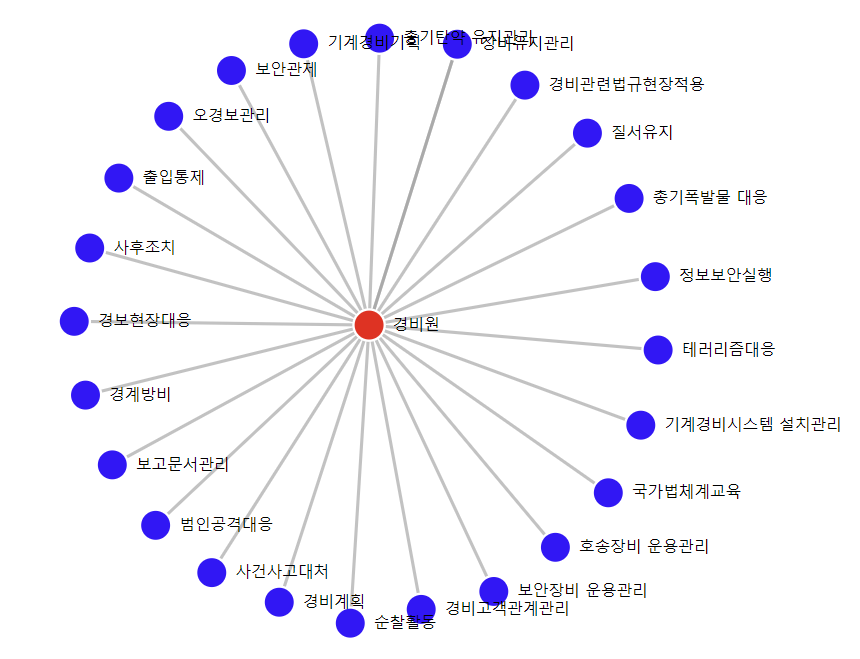 총기탄약 유지관리
기계경비기획
장비유지관리
보안관제
경비관련법규현장적용
오경보관리
질서유지
출입통제
총기폭발물 대응
사후조치
정보보안실행
경보현장대응
경비원
테러리즘대응
경계방비
기계경비시스템 설치관리
보고문서관리
국가법체계교육
범인공격대응
호송장비 운용관리
사건사고대처
보안장비 운용관리
경비계획
경비고객관계관리
순찰활동